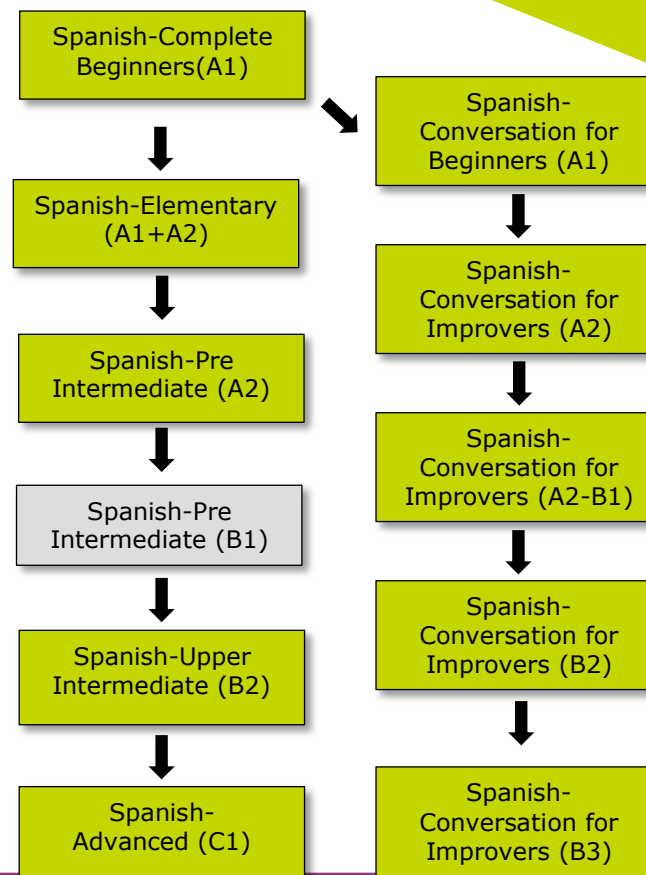 Spanish-Complete
Beginners(A1)
Spanish-Elementary
(A1+A2)
Spanish-Pre
Intermediate (A2)
Spanish-Pre
Intermediate (B1)
Spanish-Upper
Intermediate (B2)
Spanish-
Advanced (C1)
Spanish-
Conversation for
Beginners (A1)
Spanish-
Conversation for
Improvers (A2)
Spanish-
Conversation for
Improvers (A2-B1)
Spanish-
Conversation for
Improvers (B2)
Spanish-
Conversation for
Improvers (B3)